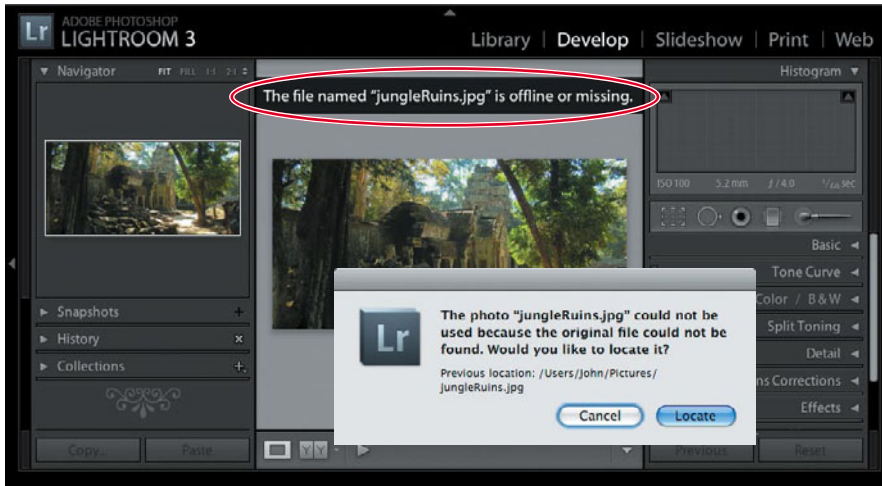 Lr
ADOBE PHOTOSHOP
LIGHTROOM 3
Library | Develop | Slideshow | Print | Web
Navigator FIT FILL 1:1 2:1
Histogram
The file named “jungleRuins.jpg” is offline or missing.
ISO 100 5.2 mm ƒ / 4.0 sec
Basic
Tone Curve
Color / B & W
Split Toning
Detail
ns Corrections
Effects
Snapshots
History
Collections
Lr
The photo “jungleRuins.jpg” could not be
used because the original file could not be
found. Would you like to locate it?
Previous location: /Users/John/Pictures/
jungleRuins.jpg
Cancel Locate
Copy... Paste
Y Y
Previous Reset